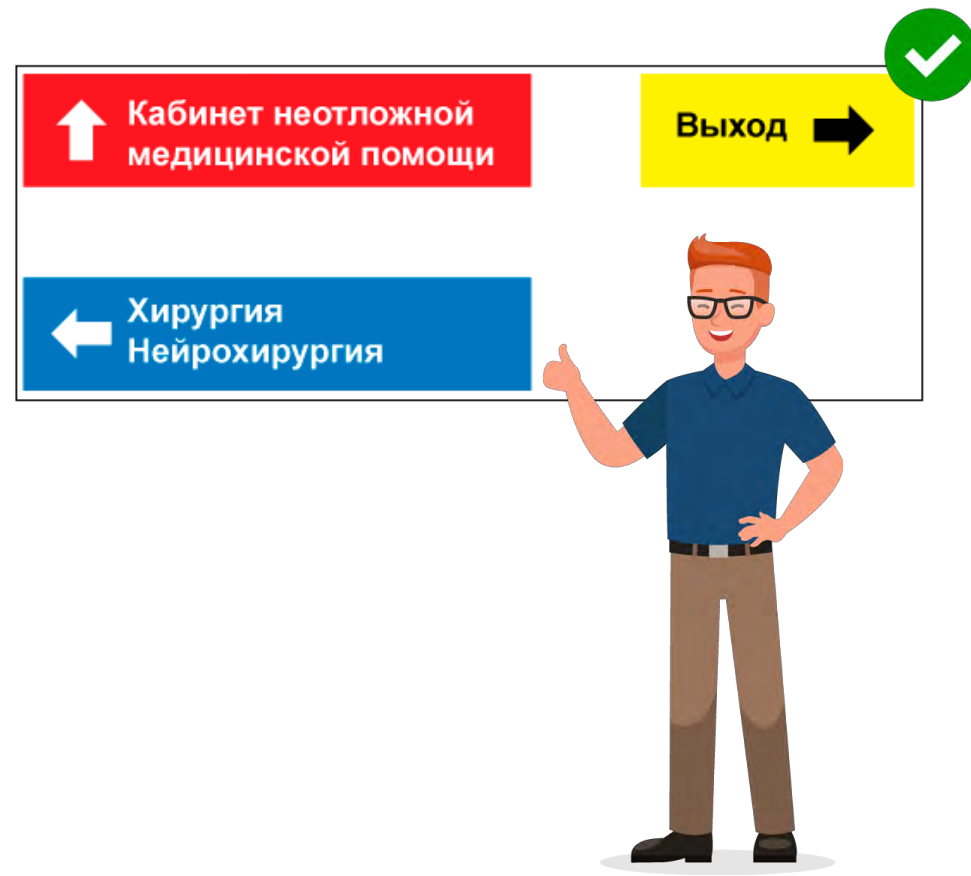 Кабинет неотложной
медицинской помощи
Выход
Хирургия
Нейрохирургия